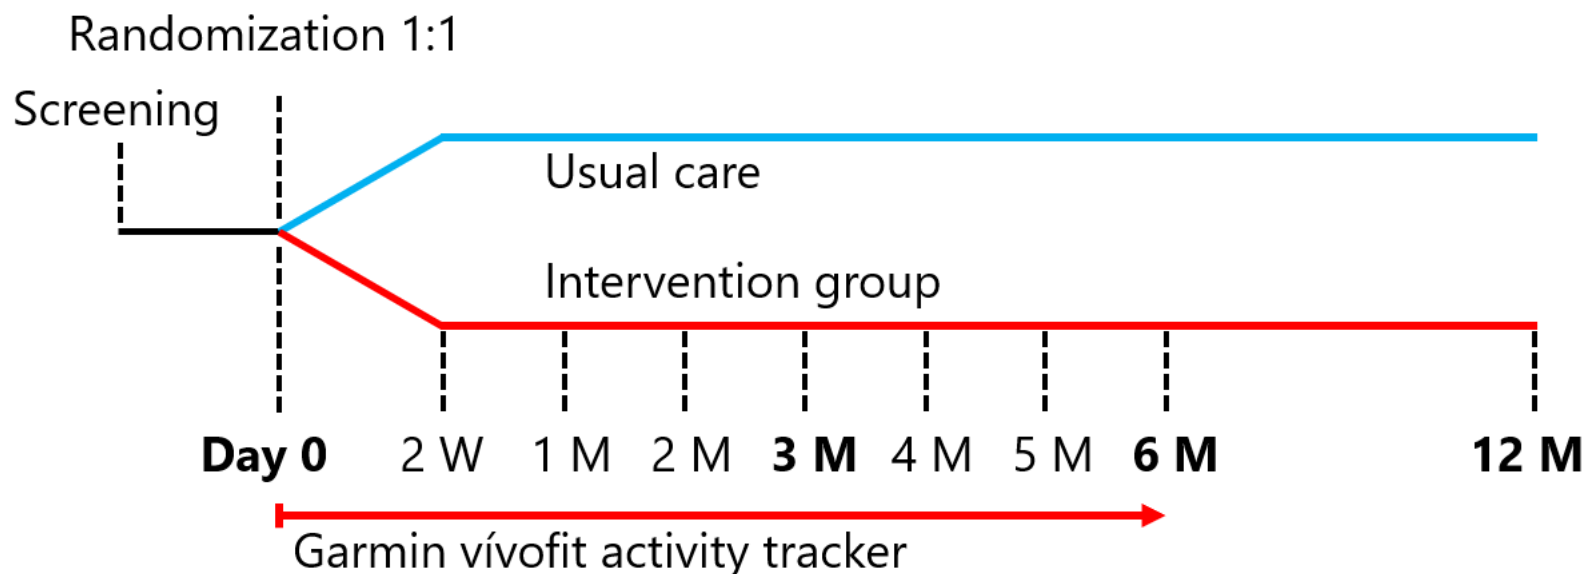 Randomization 1:1
Screening
Usual care
Intervention group
Day 0 2 W 1 M 2 M 3 M 4 M 5 M 6 M 12 M
Garmin vívofit activity tracker